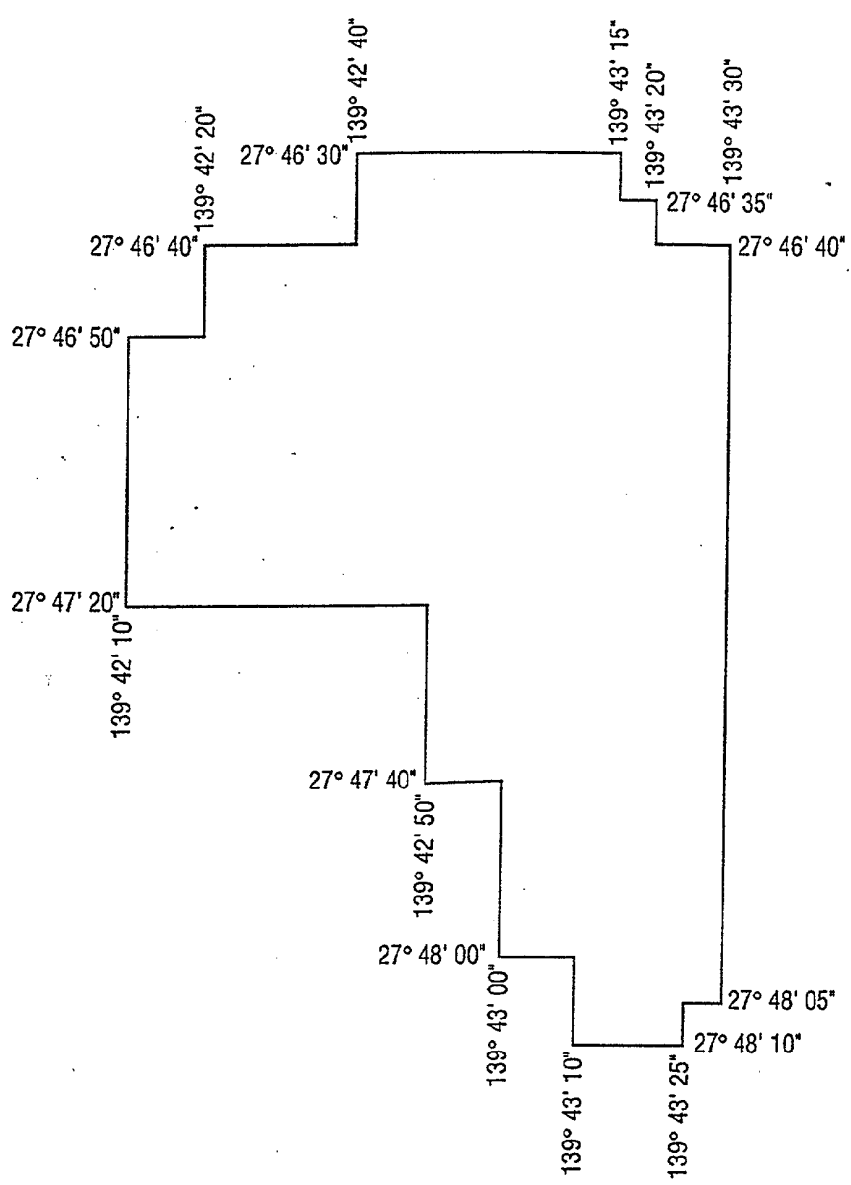 139° 42' 40"
139° 43' 15"
139° 42' 20"
139° 43' 20"
139° 43' 30"
27° 46' 30"
27° 46' 35"
27° 46' 40"
27° 46' 40"
27° 46' 50"
27° 47' 20"
139° 42' 10"
27° 47' 40"
139° 42' 50"
27° 48' 00"
139° 43' 00"
27° 48' 05"
27° 48' 10"
139° 43' 10"
139° 43' 25"